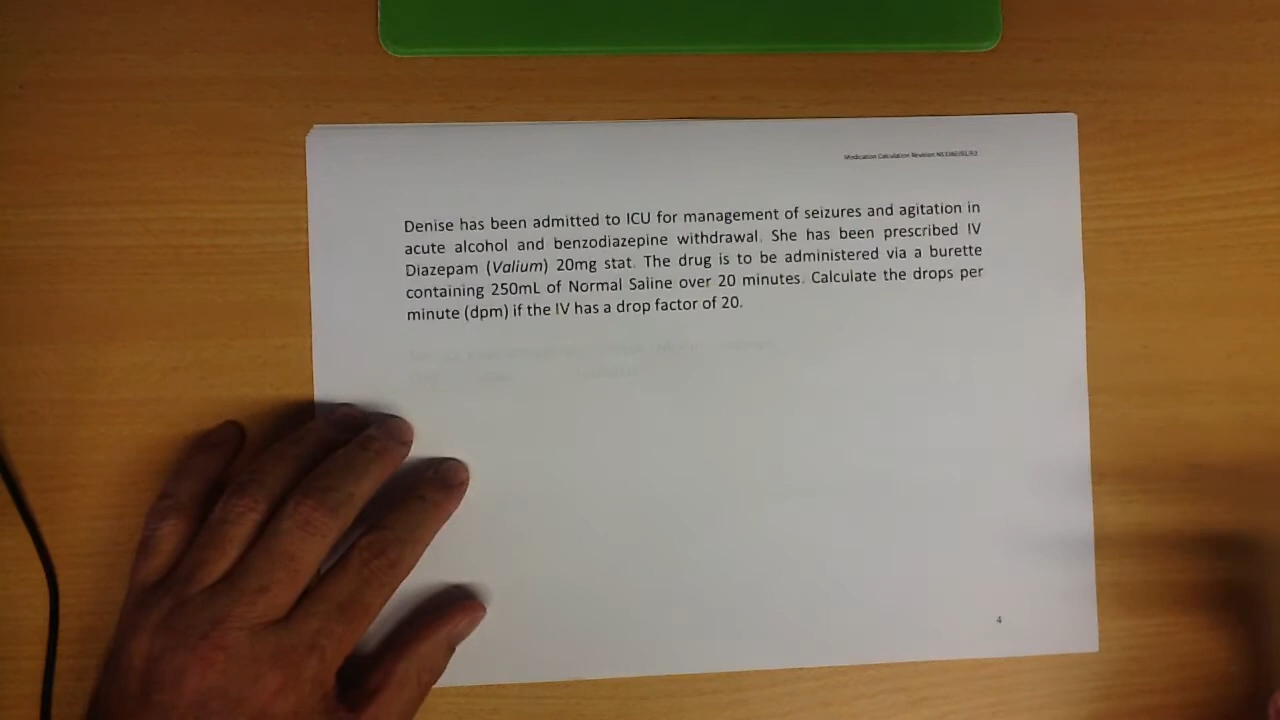 Medication Calculation Revision
Denise has been admitted to ICU for management of seizures and agitation in
acute alcohol and benzodiazepine withdrawal. She has been prescribed IV
Diazepam (Valium) 20mg stat. The drug is to be administered via a burette
containing 250mL of Normal Saline over 20 minutes. Calculate the drops per
minute (dpm) if the IV has a drop factor of 20.
4